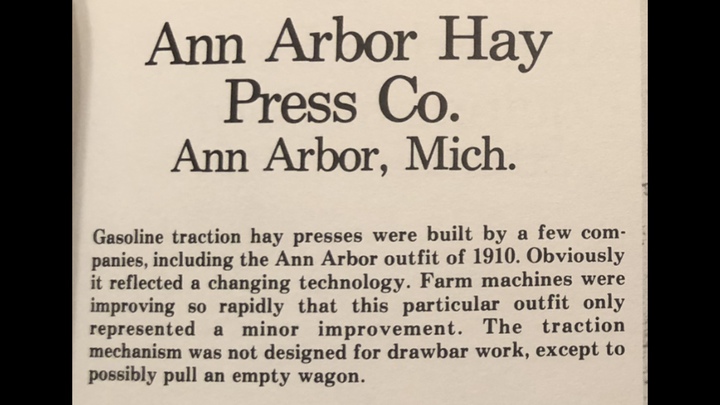 Ann Arbor Hay
Press Co.
Ann Arbor, Mich.
Gasoline traction hay presses were built by a few com-
panies, including the Ann Arbor outfit of 1910. Obviously
it reflected a changing technology. Farm machines were
improving so rapidly that this particular outfit only
represented a minor improvement. The traction
mechanism was not designed for drawbar work, except to
possibly pull an empty wagon.